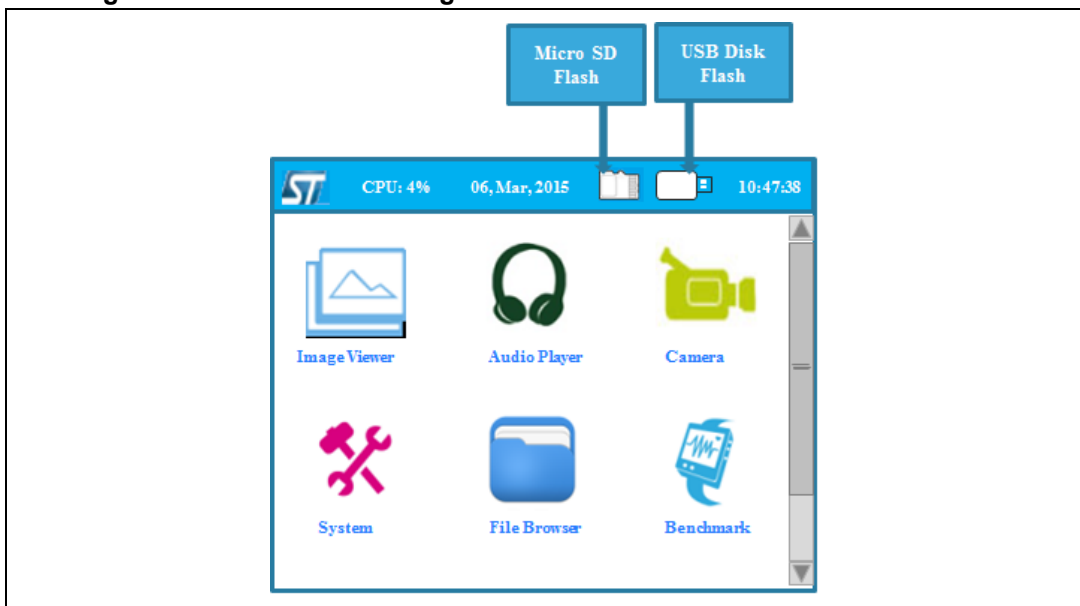 Micro SD
Flash
USB Disk
Flash
ST
CPU: 4%
06, Mar, 2015
10:47:38
Image Viewer
Audio Player
Camera
System
File Browser
Benchmark